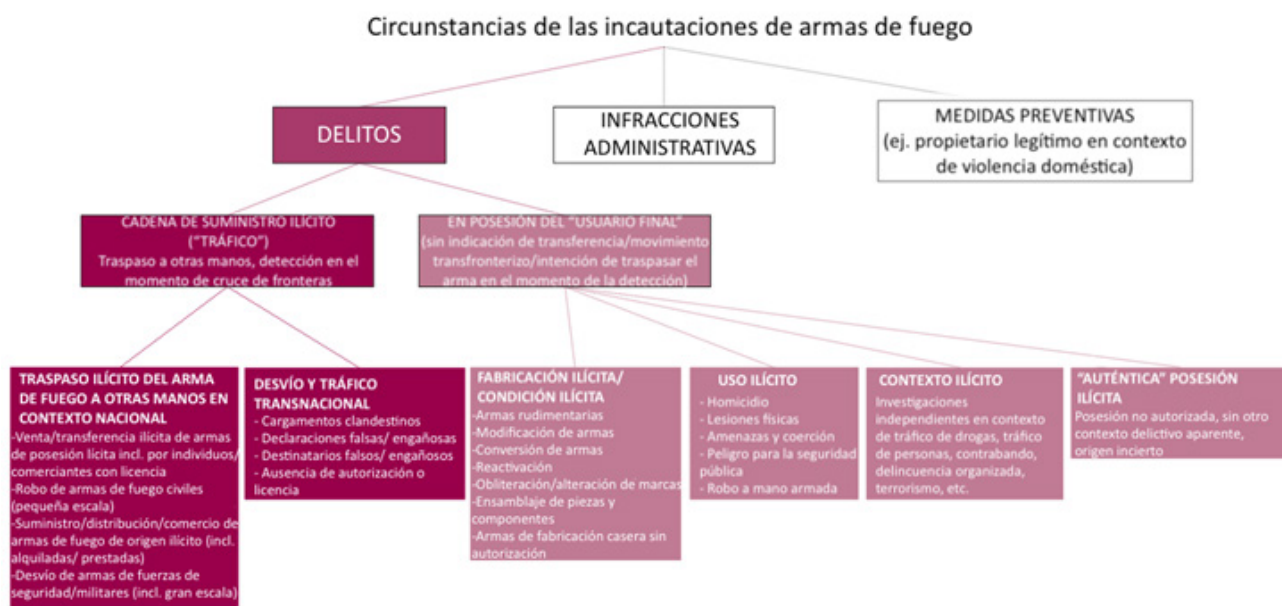 Circunstancias de las incautaciones de armas de fuego
DELITOS
INFRACCIONES
ADMINISTRATIVAS
MEDIDAS PREVENTIVAS
(ej. propietario legítimo en contexto
de violencia doméstica)
CADENA DE SUMINISTRO ILÍCITO
("TRÁFICO")
Traspaso a otras manos, detección en el
momento de cruce de fronteras
EN POSESIÓN DEL "USUARIO FINAL"
(sin indicación de transferencia/movimiento
transfronterizo/intención de traspasar el
arma en el momento de la detección)
TRASPASO ILÍCITO DEL ARMA
DE FUEGO A OTRAS MANOS EN
CONTEXTO NACIONAL
-Venta/transferencia ilícita de armas
de posesión lícita incl. por individuos/
comerciantes con licencia
-Robo de armas de fuego civiles
(pequeña escala)
-Suministro/distribución/comercio de
armas de fuego de origen ilícito (incl.
alquiladas/ prestadas)
-Desvío de armas de fuerzas de
seguridad/militares (incl. gran escala)
DESVÍO Y TRÁFICO
TRANSNACIONAL
- Cargamentos clandestinos
- Declaraciones falsas/ engañosas
- Destinatarios falsos/ engañosos
- Ausencia de autorización o
licencia
FABRICACIÓN ILÍCITA/
CONDICIÓN ILÍCITA
-Armas rudimentarias
-Modificación de armas
-Conversión de armas
-Reactivación
-Obliteración/alteración de marcas
-Ensamblaje de piezas y
componentes
-Armas de fabricación casera sin
autorización
USO ILÍCITO
- Homicidio
- Lesiones físicas
- Amenazas y coerción
- Peligro para la seguridad
pública
- Robo a mano armada
CONTEXTO ILÍCITO
Investigaciones
independientes en contexto
de tráfico de drogas, tráfico
de personas, contrabando,
delincuencia organizada,
terrorismo, etc.
"AUTÉNTICA" POSESIÓN
ILÍCITA
Posesión no autorizada, sin otro
contexto delictivo aparente,
origen incierto